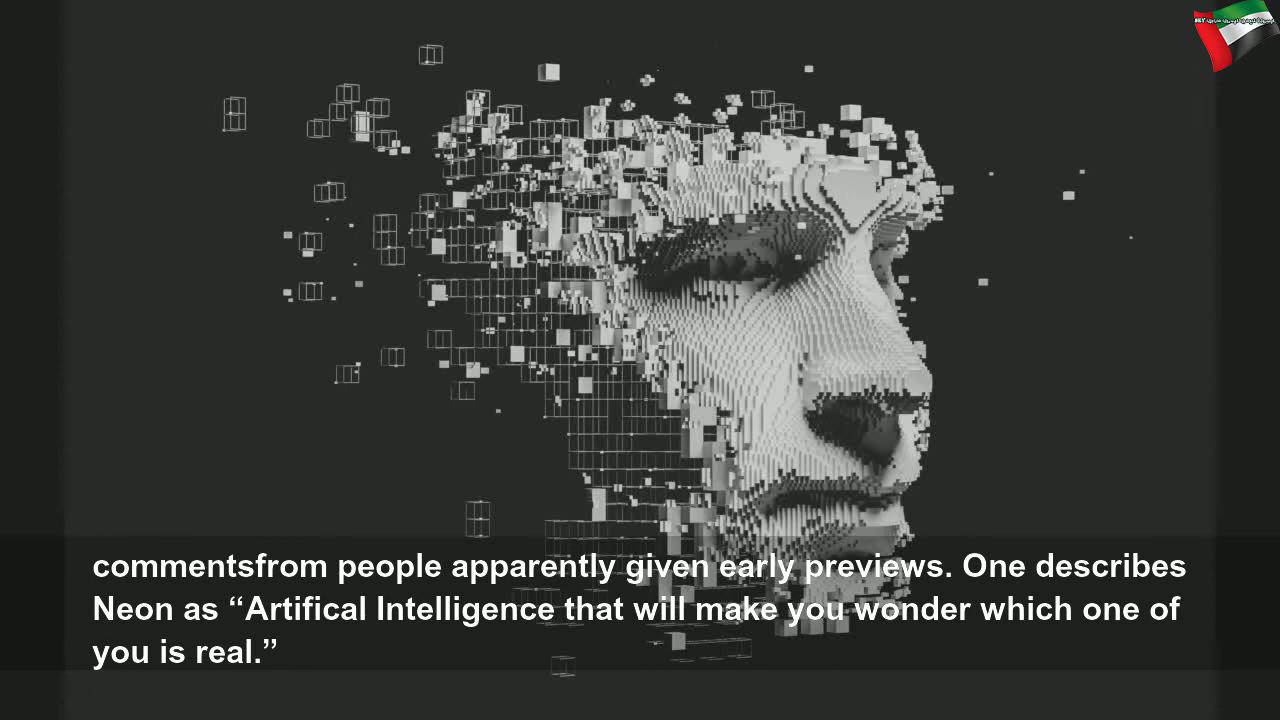 commentsfrom people apparently given early previews. One describes
Neon as “Artifical Intelligence that will make you wonder which one of
you is real.”